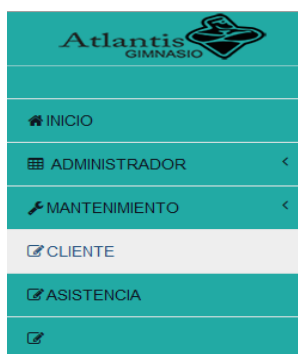 Atlantis
GIMNASIO
INICIO
ADMINISTRADOR
MANTENIMIENTO
CLIENTE
ASISTENCIA